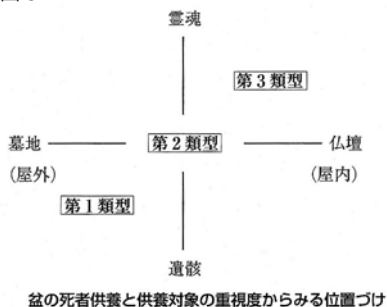 霊魂
第3類型
墓地
第2類型
仏壇
(屋外)
(屋内)
第1類型
遺骸
盆の死者供養と供養対象の重視度からみる位置づけ